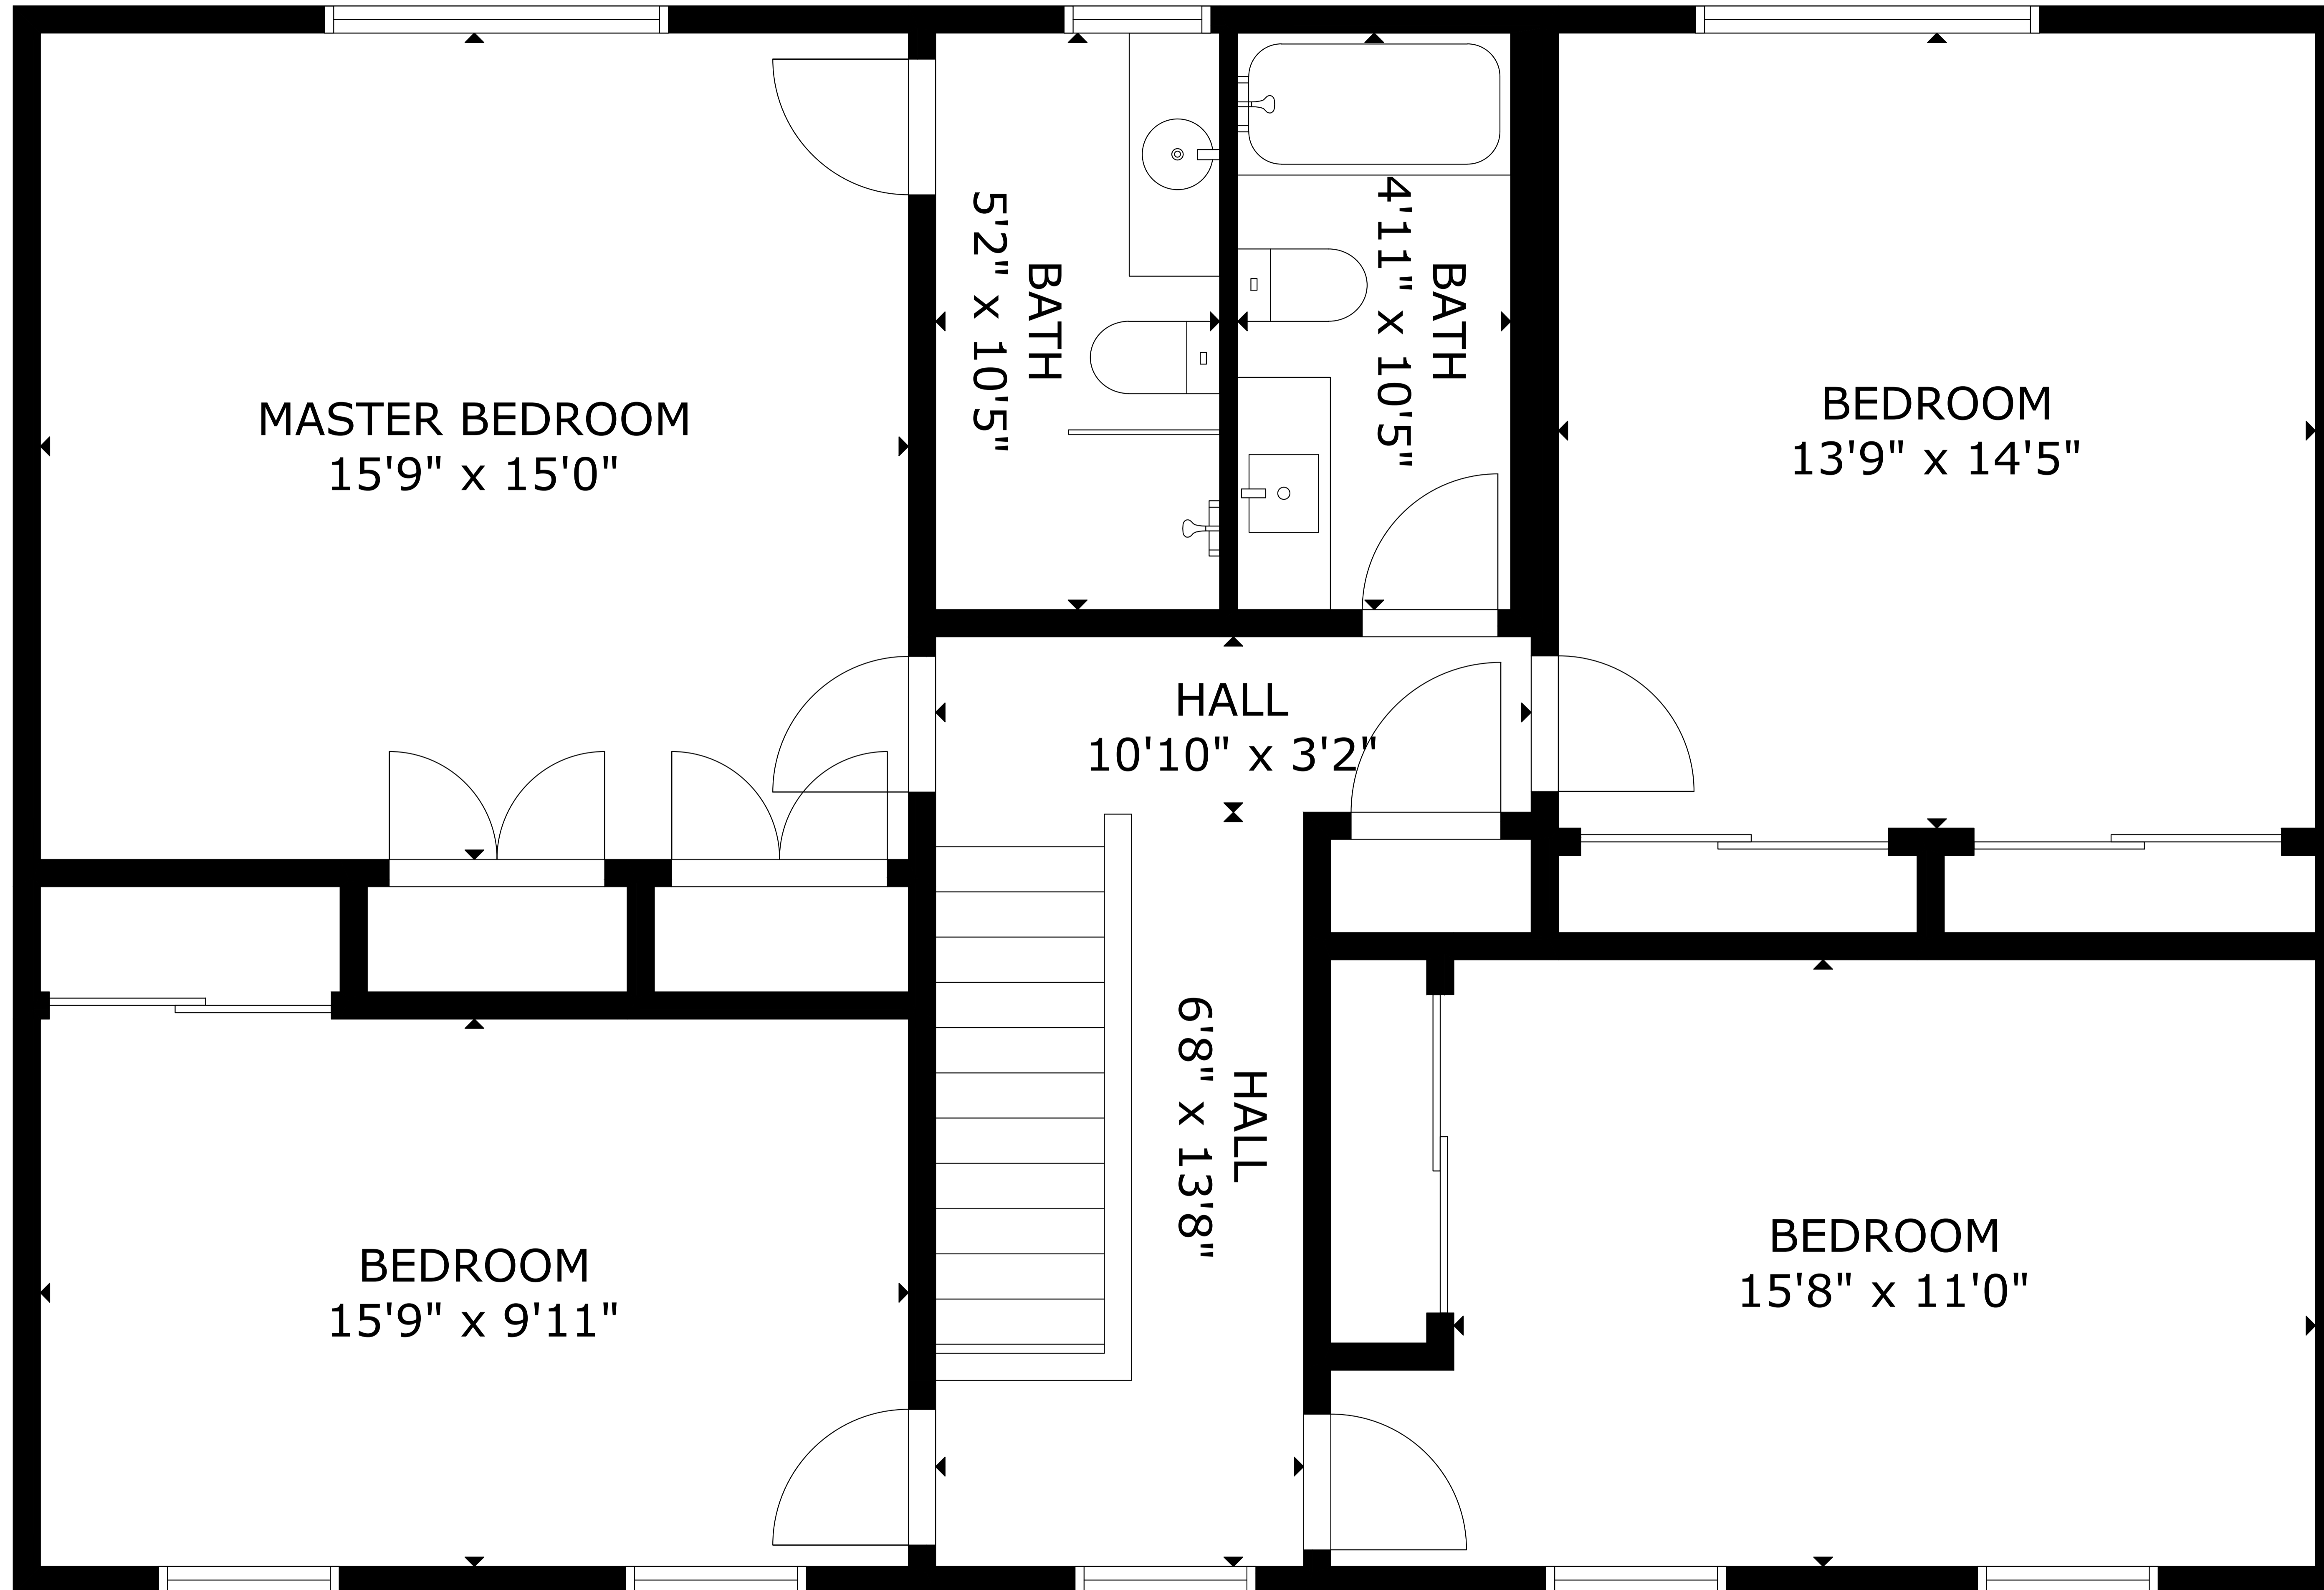 MASTER BEDROOM
15'9" x 15'0"
BATH
5'2" x 10'5"
BATH
4'11" x 10'5"
BEDROOM
13'9" x 14'5"
HALL
10'10" x 3'2"
HALL
6'8" x 13'8"
BEDROOM
15'9" x 9'11"
BEDROOM
15'8" x 11'0"